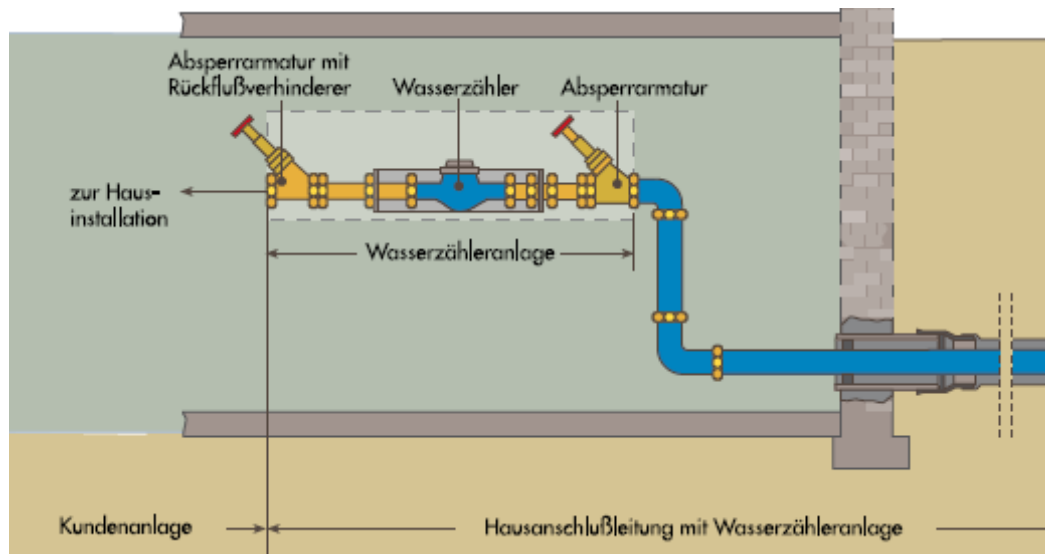 Absperrarmatur mit
Rückflußverhinderer
Wasserzähler
Absperrarmatur
zur Haus-
installation
Wasserzähleranlage
Kundenanlage
Hausanschlußleitung mit Wasserzähleranlage